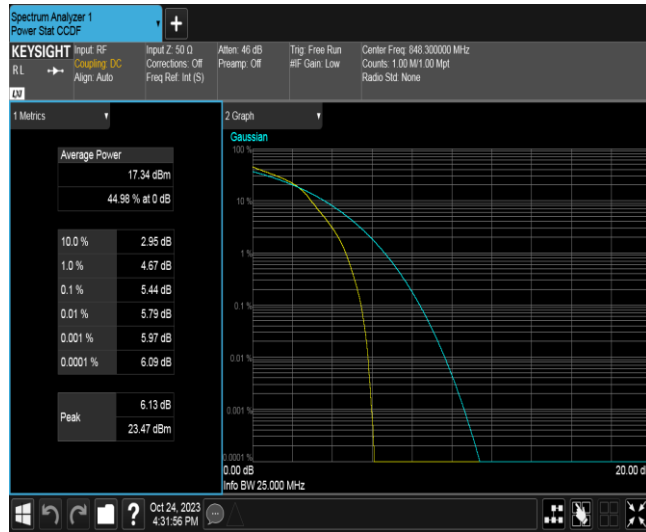 Spectrum Analyzer 1
Power Stat CCDF
KEYSIGHT
RL
LXI
Input: RF
Coupling: DC
Align: Auto
Input Z: 50 Ω
Corrections: Off
Freq Ref: Int (S)
Atten: 46 dB
Preamp: Off
Trig: Free Run
#IF Gain: Low
Center Freq: 848.300000 MHz
Counts: 1.00 M/1.00 Mpt
Radio Std: None
1 Metrics
Average Power
17.34 dBm
44.98 % at 0 dB
10.0 % 2.95 dB
1.0 % 4.67 dB
0.1 % 5.44 dB
0.01 % 5.79 dB
0.001 % 5.97 dB
0.0001 % 6.09 dB
Peak
6.13 dB
23.47 dBm
2 Graph
Gaussian
100 %
10 %
1 %
0.1 %
0.01 %
0.001 %
0.0001 %
0.00 dB
20.00 d
Info BW 25.000 MHz
Oct 24, 2023
4:31:56 PM